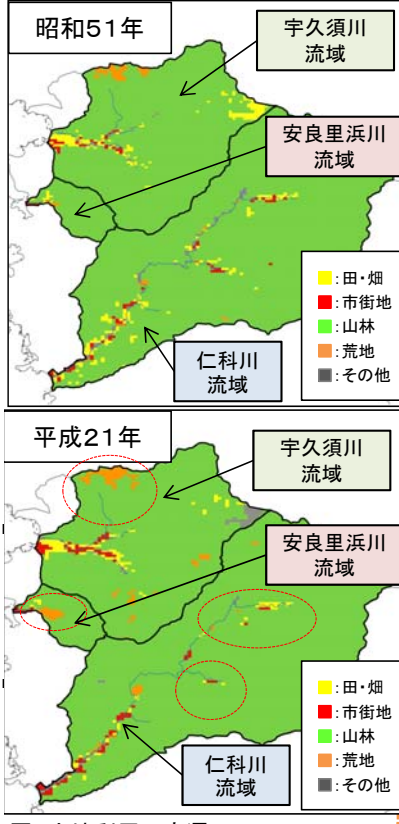 昭和51年
宇久須川
流域
安良里浜川
流域
:田・畑
:市街地
:山林
:荒地
:その他
仁科川
流域
平成21年
宇久須川
流域
安良里浜川
流域
:田・畑
:市街地
:山林
:荒地
:その他
仁科川
流域